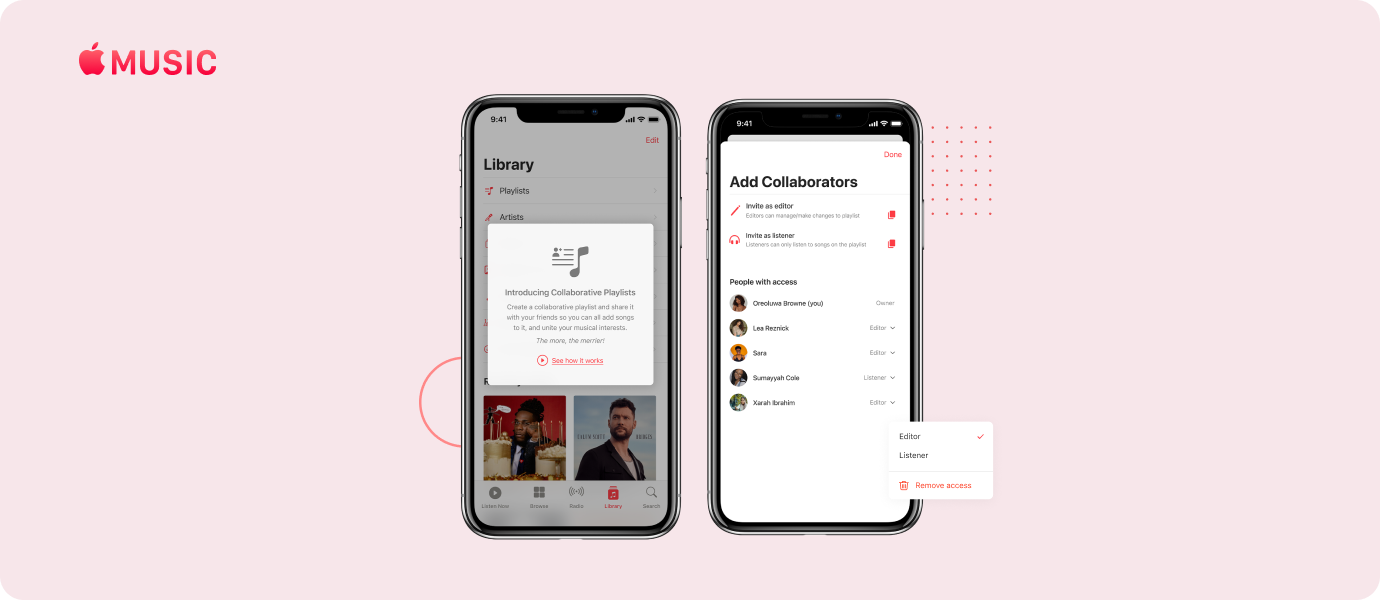 MUSIC
9:41
Edit
Library
Playlists
Artists
Introducing Collaborative Playlists
Create a collaborative playlist and share it
with your friends so you can all add songs
to it, and unite your musical interests.
The more, the merrier!
See how it works
BRIDGES
Listen Now
Browse
Radio
Library
Search
9:41
Done
Add Collaborators
Invite as editor
Editors can manage/make changes to playlist
Invite as listener
Listeners can only listen to songs on the playlist
People with access
Oreoluwa Browne (you)
Owner
Lea Reznick
Editor
Sara
Editor
Sumayyah Cole
Listener
Xarah Ibrahim
Editor
Editor
Listener
Remove access